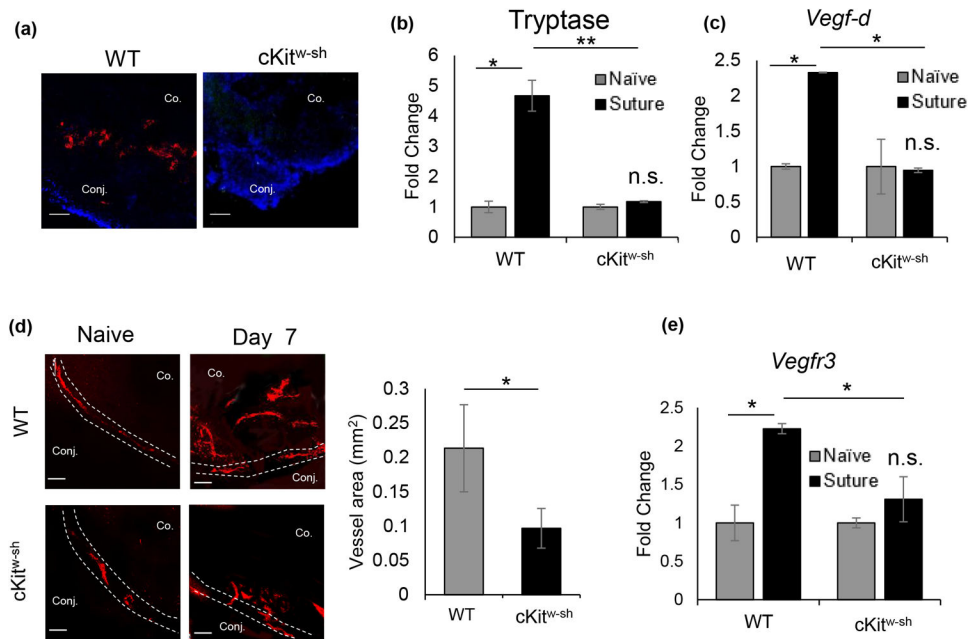 (a)
WT
cKitw-sh
Co.
Conj.
Co.
Conj.
(b)
Tryptase
Fold Change
6
5
4
3
2
1
0
*
**
Naïve
Suture
n.s.
WT
cKitw-sh
(c)
Vegf-d
Fold Change
2.5
2
1.5
1
0.5
0
*
*
Naïve
Suture
n.s.
WT
cKitw-sh
(d)
Naive
Day 7
WT
cKitw-sh
Co.
Conj.
Co.
Conj.
Co.
Conj.
Co.
Conj.
Vessel area (mm2)
0.3
0.25
0.2
0.15
0.1
0.05
0
*
WT
cKitw-sh
(e)
Vegfr3
Fold Change
2.5
2
1.5
1
0.5
0
*
*
Naïve
Suture
n.s.
WT
cKitw-sh